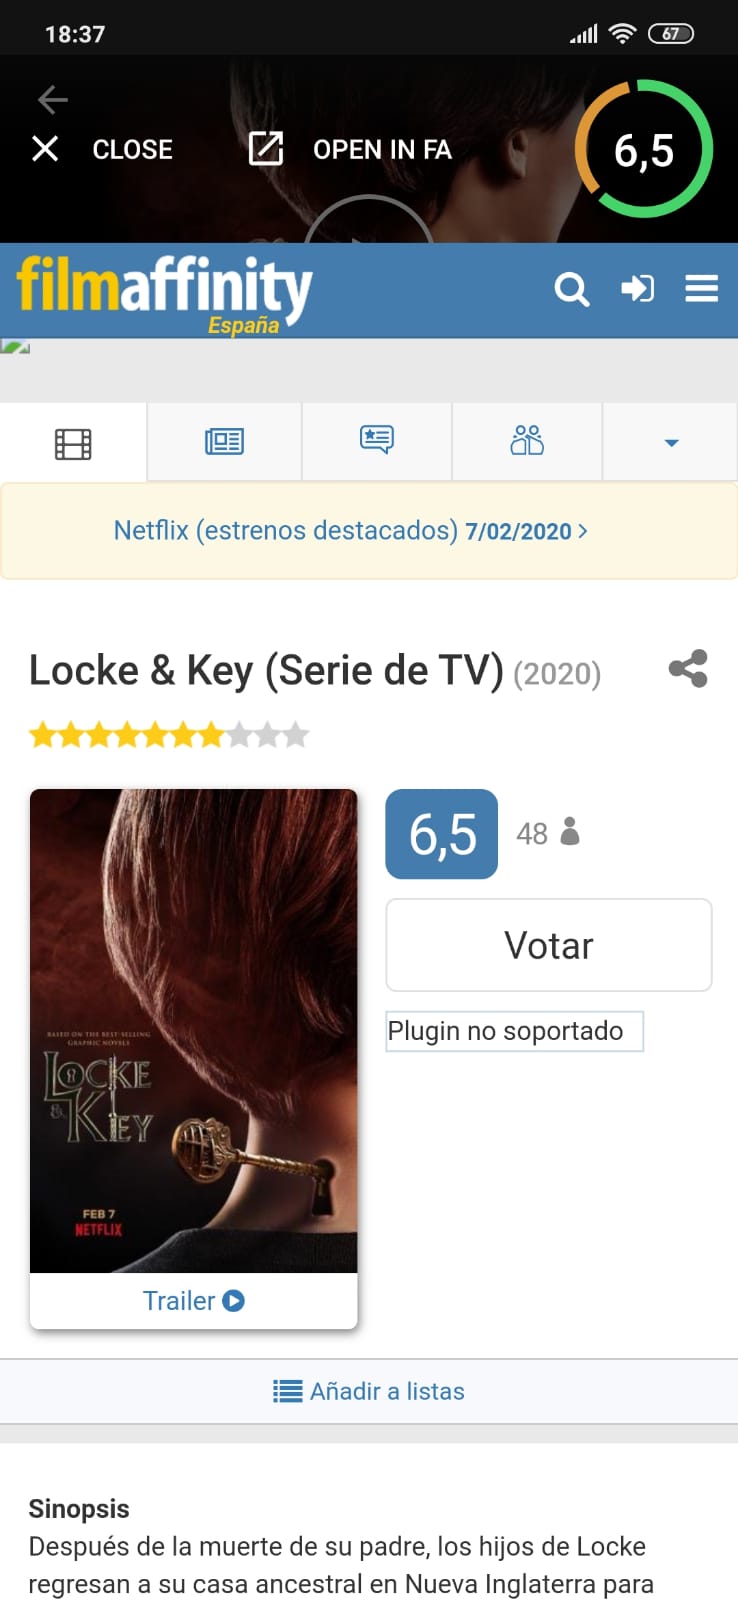 18:37
67
CLOSE
OPEN IN FA
6,5
filmaffinity
España
Netflix (estrenos destacados) 7/02/2020 >
Locke & Key (Serie de TV) (2020)
6,5
48
Votar
Plugin no soportado
BASED ON THE BEST-SELLING
GRAPHIC NOVELS
LOCKE
& KEY
FEB 7
NETFLIX
Trailer
Añadir a listas
Sinopsis
Después de la muerte de su padre, los hijos de Locke
regresan a su casa ancestral en Nueva Inglaterra para